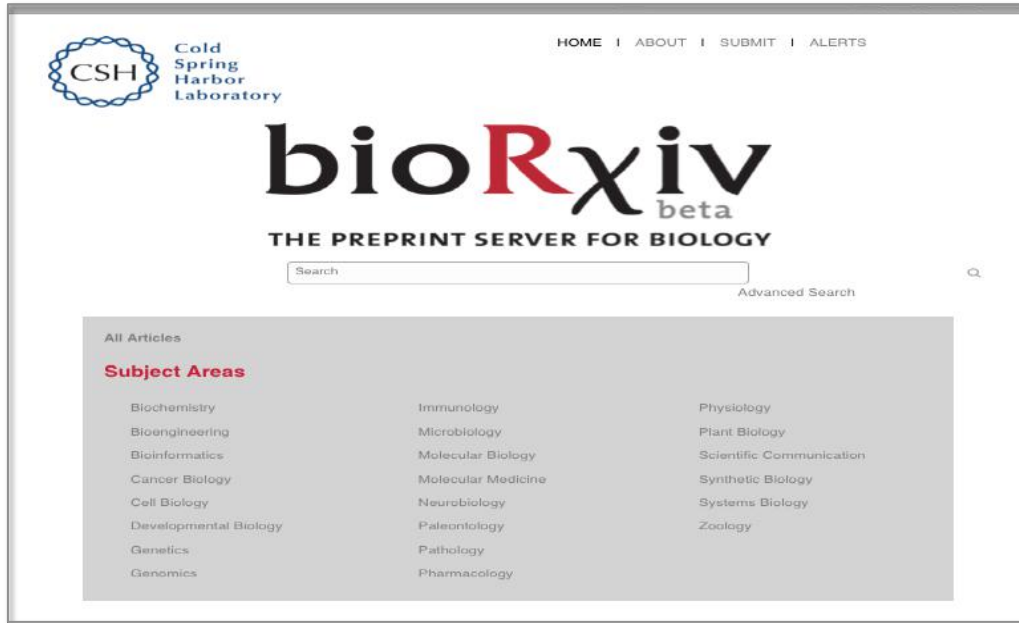 CSH
Cold
Spring
Harbor
Laboratory
HOME I ABOUT I SUBMIT I ALERTS
bioRxiv
beta
THE PREPRINT SERVER FOR BIOLOGY
Search
Advanced Search
All Articles
Subject Areas
Biochemistry
Bioengineering
Bioinformatics
Cancer Biology
Cell Biology
Developmental Biology
Genetics
Genomics
Immunology
Microbiology
Molecular Biology
Molecular Medicine
Neurobiology
Paleontology
Pathology
Pharmacology
Physiology
Plant Biology
Scientific Communication
Synthetic Biology
Systems Biology
Zoology